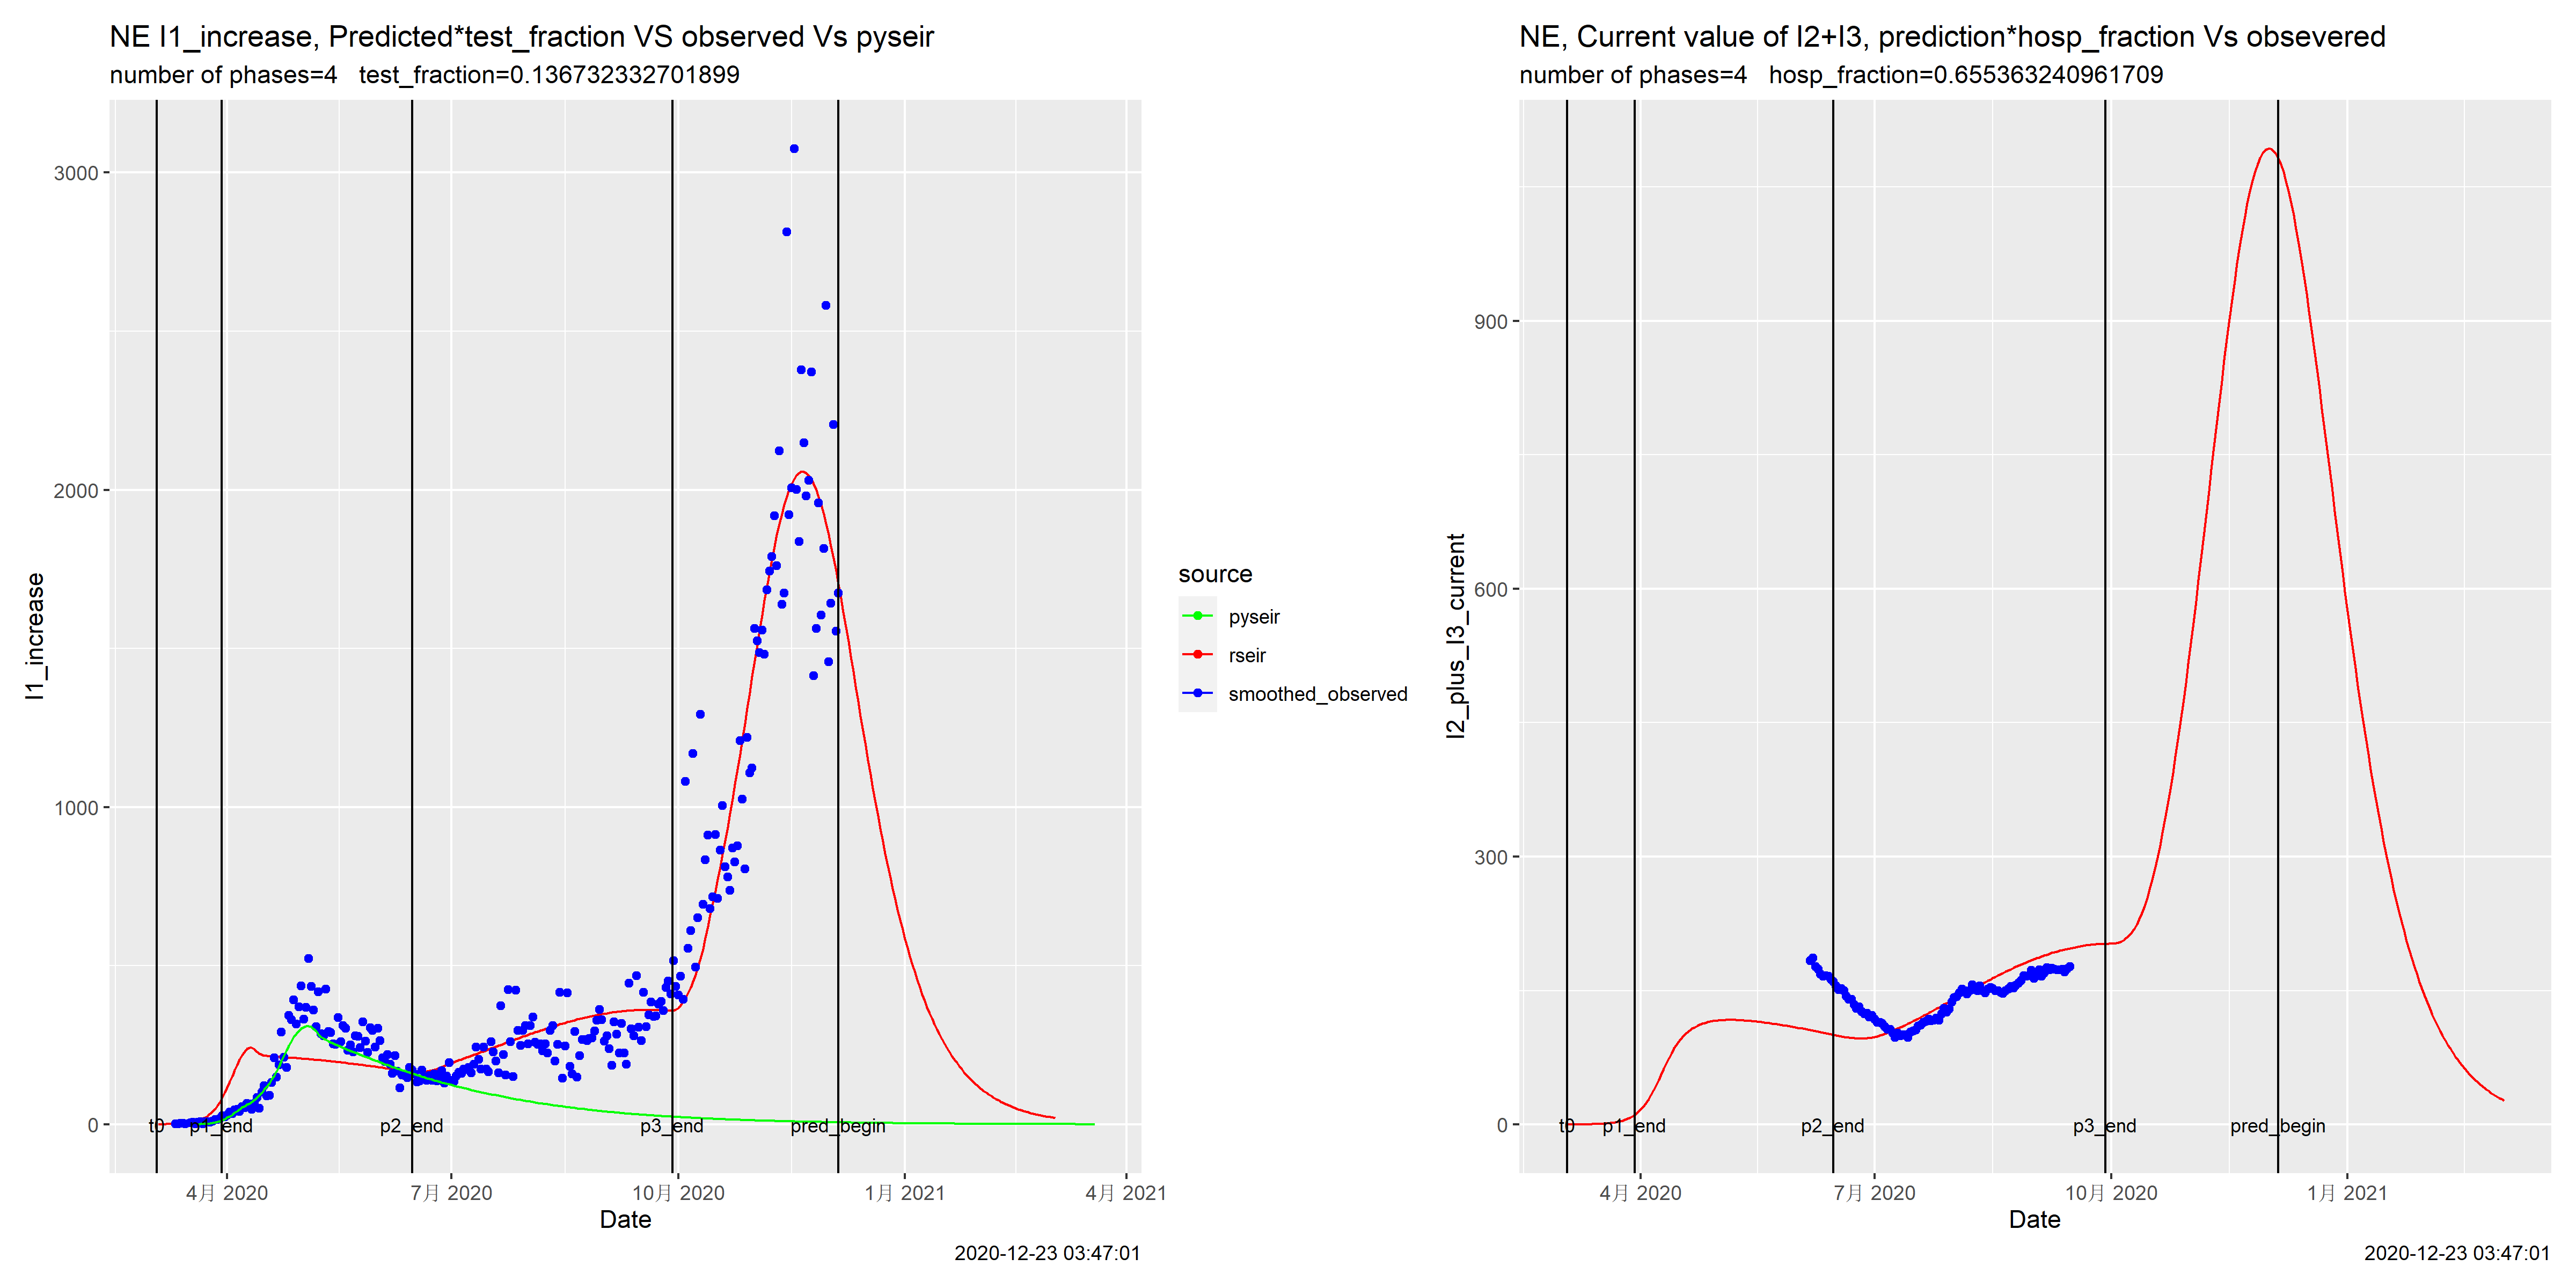 NE I1_increase, Predicted*test_fraction VS observed Vs pyseir
number of phases=4   test_fraction=0.136732332701899
3000
2000
1000
0
I1_increase
t0
p1_end
p2_end
p3_end
pred_begin
4月 2020
7月 2020
10月 2020
1月 2021
4月 2021
Date
2020-12-23 03:47:01
source
pyseir
rseir
smoothed_observed
NE, Current value of I2+I3, prediction*hosp_fraction Vs obsevered
number of phases=4   hosp_fraction=0.655363240961709
900
600
300
0
I2_plus_I3_current
t0
p1_end
p2_end
p3_end
pred_begin
4月 2020
7月 2020
10月 2020
1月 2021
Date
2020-12-23 03:47:01